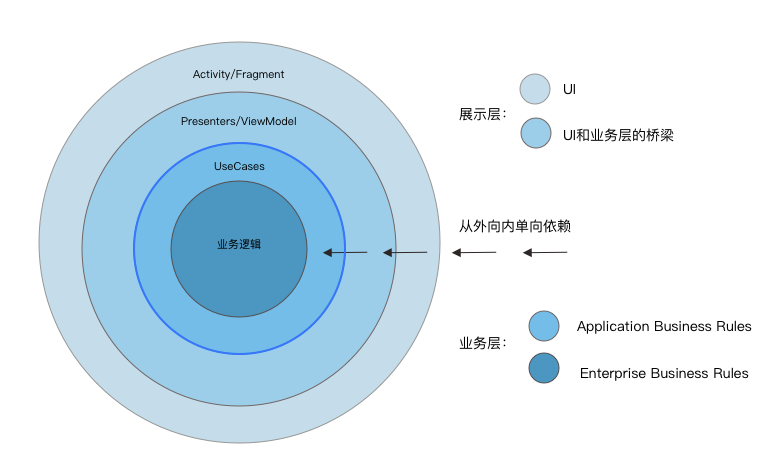 Activity/Fragment
Presenters/ViewModel
UseCases
业务逻辑
展示层：
UI
UI和业务层的桥梁
从外向内单向依赖
业务层：
Application Business Rules
Enterprise Business Rules